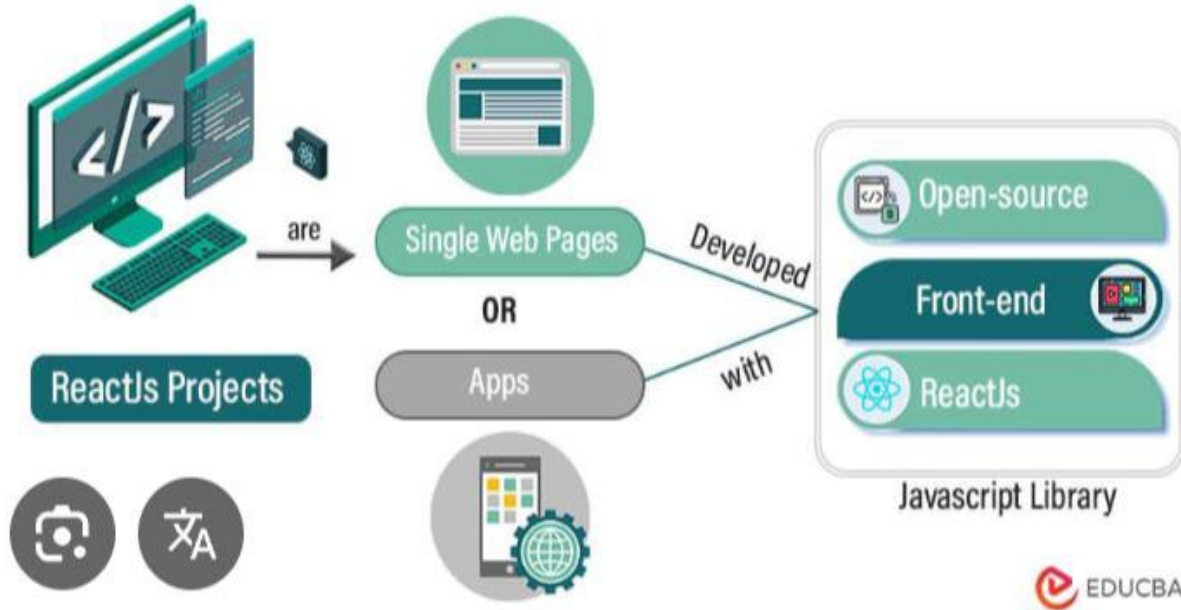 are
Single Web Pages
OR
Apps
ReactJs Projects
Developed
with
Open-source
Front-end
ReactJs
Javascript Library
EDUCBA